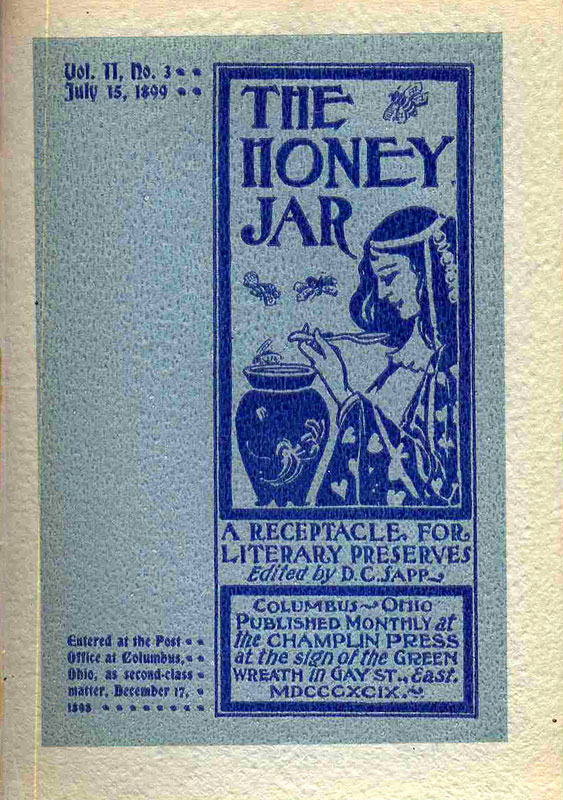 Vol. II, No. 3
July 15, 1899
THE
HONEY
JAR
A RECEPTACLE FOR
LITERARY PRESERVES
Edited by D. C. SAPP
COLUMBUS~OHIO
PUBLISHED MONTHLY at
the CHAMPLIN PRESS
at the sign of the GREEN
WREATH in GAY ST., East.
MDCCCXCIX.
Entered at the Post
Office at Columbus,
Ohio, as second-class
matter, December 17,
1898